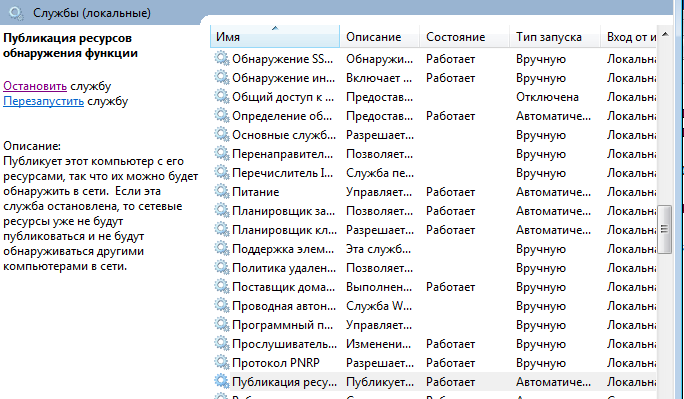 Службы (локальные)
Публикация ресурсов
обнаружения функции
Остановить службу
Перезапустить службу
Описание:
Публикует этот компьютер с его
ресурсами, так что их можно будет
обнаружить в сети. Если эта
служба остановлена, то сетевые
ресурсы уже не будут
публиковаться и не будут
обнаруживаться другими
компьютерами в сети.
Имя Описание Состояние Тип запуска Вход от и
Обнаружение SS... Обнаружи... Работает Вручную Локальна
Обнаружение ин... Включает ... Работает Вручную Локальна
Общий доступ к ... Предостав... Отключена Локальна
Определение об... Предостав... Работает Автоматиче... Локальна
Основные служб... Разрешает... Вручную Локальна
Перенаправител... Позволяет... Вручную Локальна
Перечислитель I... Служба пе... Вручную Локальна
Питание Управляет... Работает Автоматиче... Локальна
Планировщик за... Позволяет... Работает Автоматиче... Локальна
Планировщик кл... Разрешает... Работает Автоматиче... Локальна
Поддержка элем... Эта служб... Вручную Локальна
Политика удален... Позволяет... Вручную Локальна
Поставщик дома... Выполнен... Работает Вручную Локальна
Проводная автон... Служба W... Вручную Локальна
Программный п... Управляет... Вручную Локальна
Прослушиватель... Изменени... Работает Вручную Локальна
Протокол PNRP Разрешает... Работает Вручную Локальна
Публикация ресу... Публикует... Работает Автоматиче... Локальна